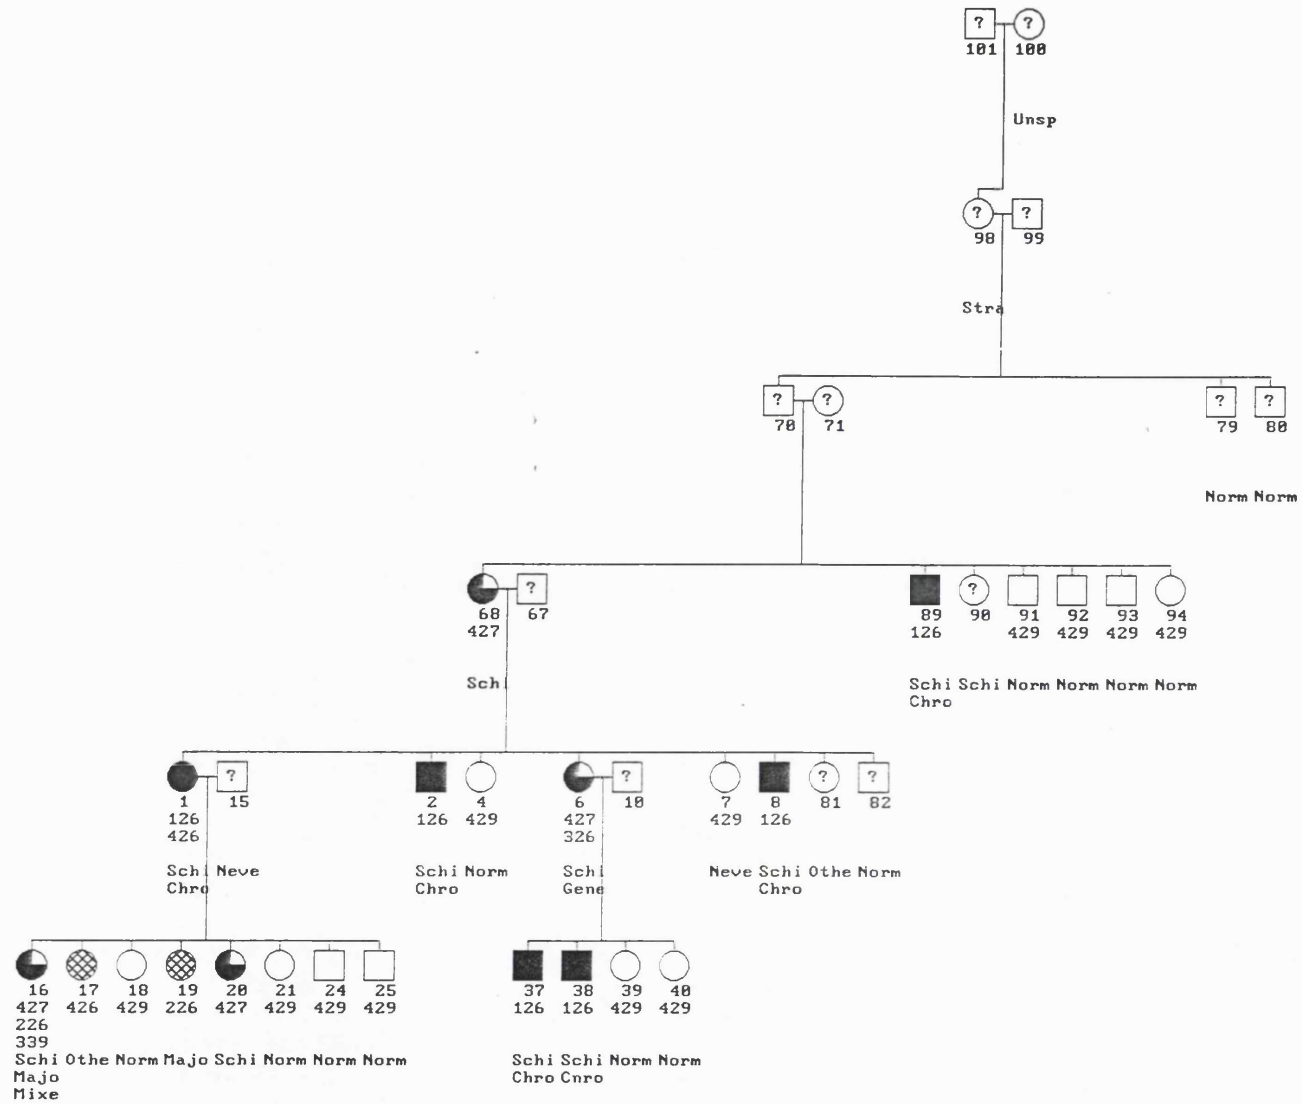 ? ?
101 100
Unsp
? ?
98 99
Stra
? ? ? ?
70 71 79 80
Norm Norm
? ?
68 67 89 90 91 92 93 94
427 126 429 429 429 429
Schi Schi Schi Norm Norm Norm Norm
Chro
? ? ? ?
1 15 2 4 6 10 7 8 81 82
126 126 429 427 429 126
426 326
Schi Neve Schi Norm Schi Neve Schi Othe Norm
Chro Chro Gene Chro
16 17 18 19 20 21 24 25 37 38 39 40
427 426 429 226 427 429 429 429 126 126 429 429
226
339
Schi Othe Norm Majo Schi Norm Norm Norm Schi Schi Norm Norm
Majo Chro Cnro
Mixe